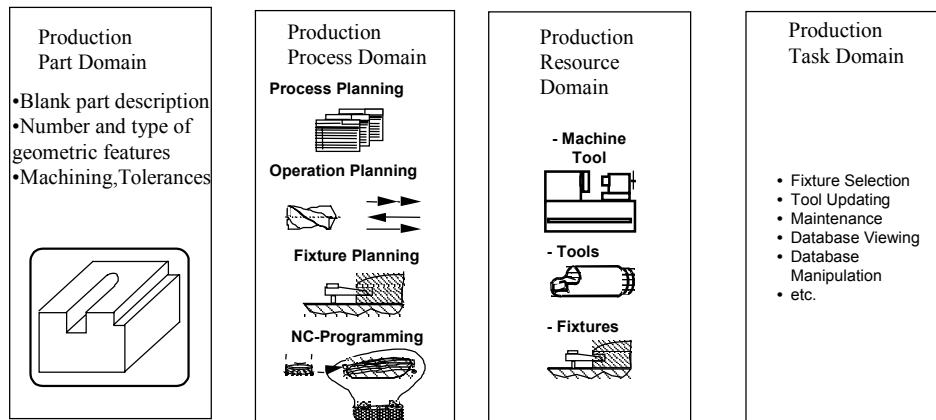 Production
Part Domain
•Blank part description
•Number and type of
geometric features
•Machining,Tolerances
Production
Process Domain
Process Planning
Operation Planning
Fixture Planning
NC-Programming
Production
Resource
Domain
- Machine
Tool
- Tools
- Fixtures
Production
Task Domain
• Fixture Selection
• Tool Updating
• Maintenance
• Database Viewing
• Database
Manipulation
• etc.